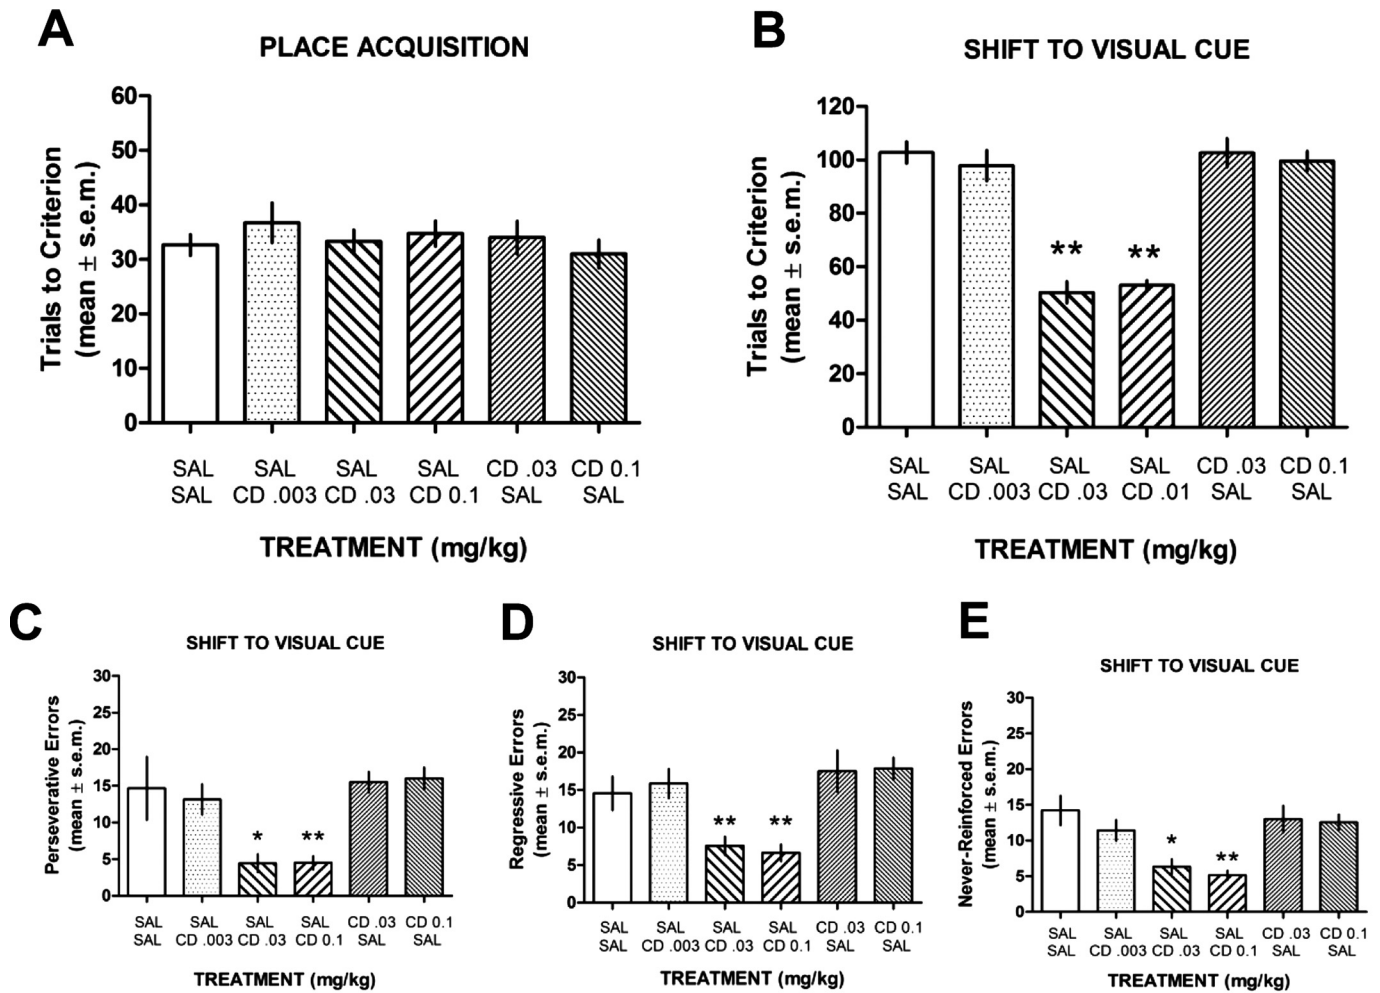 A
PLACE ACQUISITION
Trials to Criterion
(mean ± s.e.m.)
60
50
40
30
20
10
0
SAL SAL SAL SAL CD .03 CD 0.1
SAL CD .003 CD .03 CD 0.1 SAL SAL
TREATMENT (mg/kg)
B
SHIFT TO VISUAL CUE
Trials to Criterion
(mean ± s.e.m.)
120
100
80
60
40
20
0
** **
SAL SAL SAL SAL CD .03 CD 0.1
SAL CD .003 CD .03 CD .01 SAL SAL
TREATMENT (mg/kg)
C
SHIFT TO VISUAL CUE
Perseverative Errors
(mean ± s.e.m.)
30
25
20
15
10
5
0
* **
SAL SAL SAL SAL CD .03 CD 0.1
SAL CD .003 CD .03 CD 0.1 SAL SAL
TREATMENT (mg/kg)
D
SHIFT TO VISUAL CUE
Regressive Errors
(mean ± s.e.m.)
30
25
20
15
10
5
0
** **
SAL SAL SAL SAL CD .03 CD 0.1
SAL CD .003 CD .03 CD 0.1 SAL SAL
TREATMENT (mg/kg)
E
SHIFT TO VISUAL CUE
Never-Reinforced Errors
(mean ± s.e.m.)
30
25
20
15
10
5
0
* **
SAL SAL SAL SAL CD .03 CD 0.1
SAL CD .003 CD .03 CD 0.1 SAL SAL
TREATMENT (mg/kg)